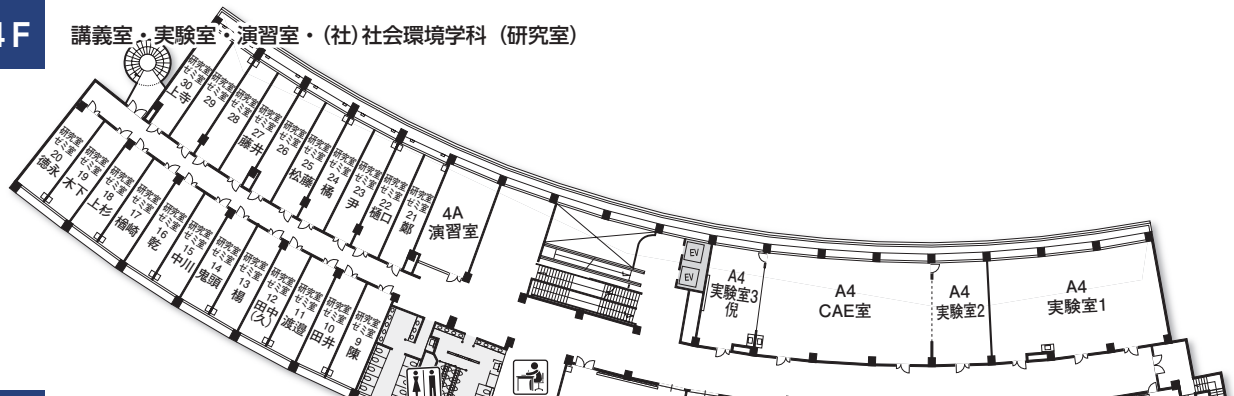 4F
講義室・実験室・演習室・(社)社会環境学科（研究室）
研究室
ゼミ室
30
上寺
研究室
ゼミ室
29
研究室
ゼミ室
28
研究室
ゼミ室
27
藤井
研究室
ゼミ室
26
研究室
ゼミ室
25
松藤
研究室
ゼミ室
24
橘
研究室
ゼミ室
23
尹
研究室
ゼミ室
22
樋口
研究室
ゼミ室
21
鄭
4A
演習室
研究室
ゼミ室
20
徳永
研究室
ゼミ室
19
木下
研究室
ゼミ室
18
上杉
研究室
ゼミ室
17
楢崎
研究室
ゼミ室
16
乾
研究室
ゼミ室
15
中川
研究室
ゼミ室
14
鬼頭
研究室
ゼミ室
13
楊
研究室
ゼミ室
12
田中
(久)
研究室
ゼミ室
11
渡邉
研究室
ゼミ室
10
田井
研究室
ゼミ室
9
陳
EV
EV
A4
実験室3
倪
A4
CAE室
A4
実験室2
A4
実験室1